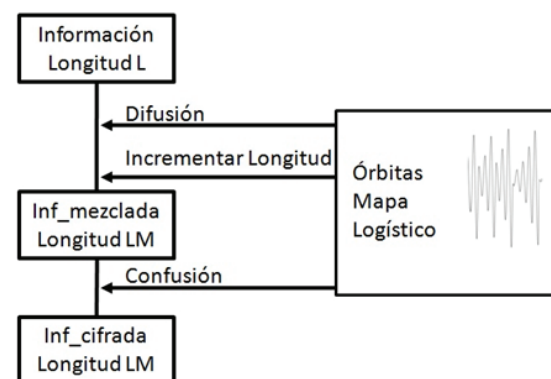 Información
Longitud L
Difusión
Incrementar Longitud
Órbitas
Mapa
Logístico
Inf_mezclada
Longitud LM
Confusión
Inf_cifrada
Longitud LM